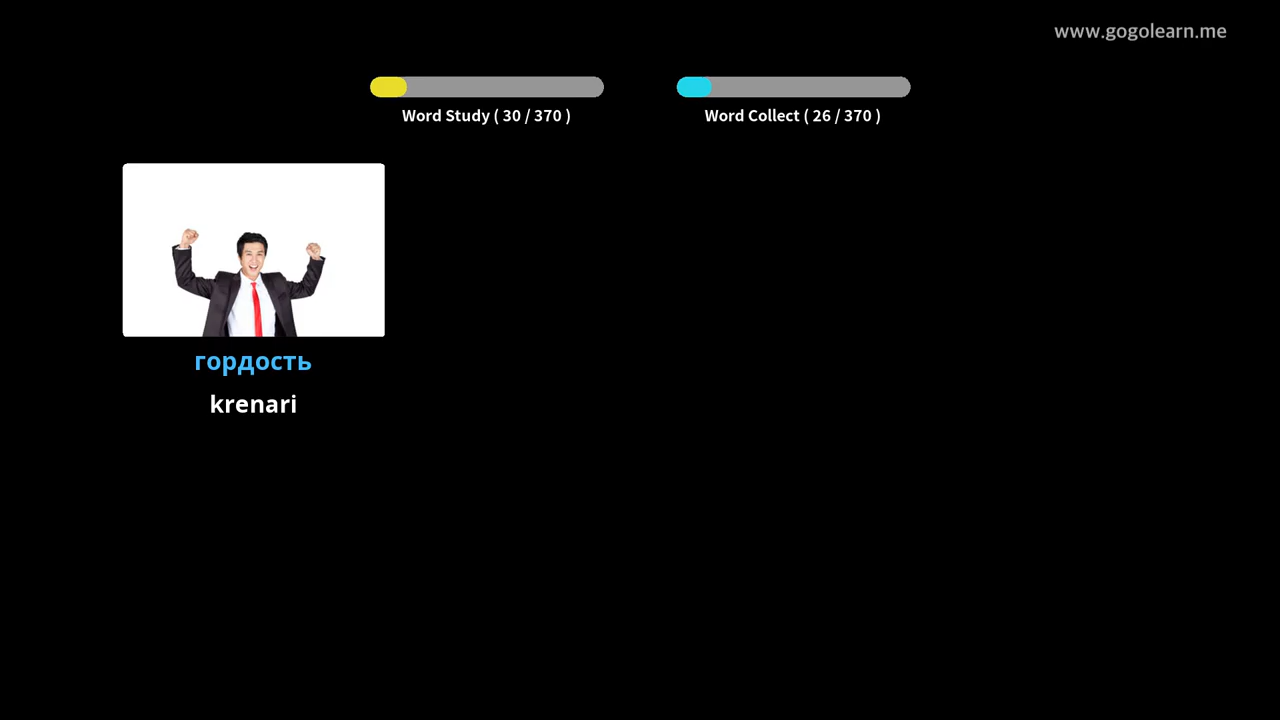 www.gogolearn.me
Word Study ( 30 / 370 )
Word Collect ( 26 / 370 )
гордость
krenari